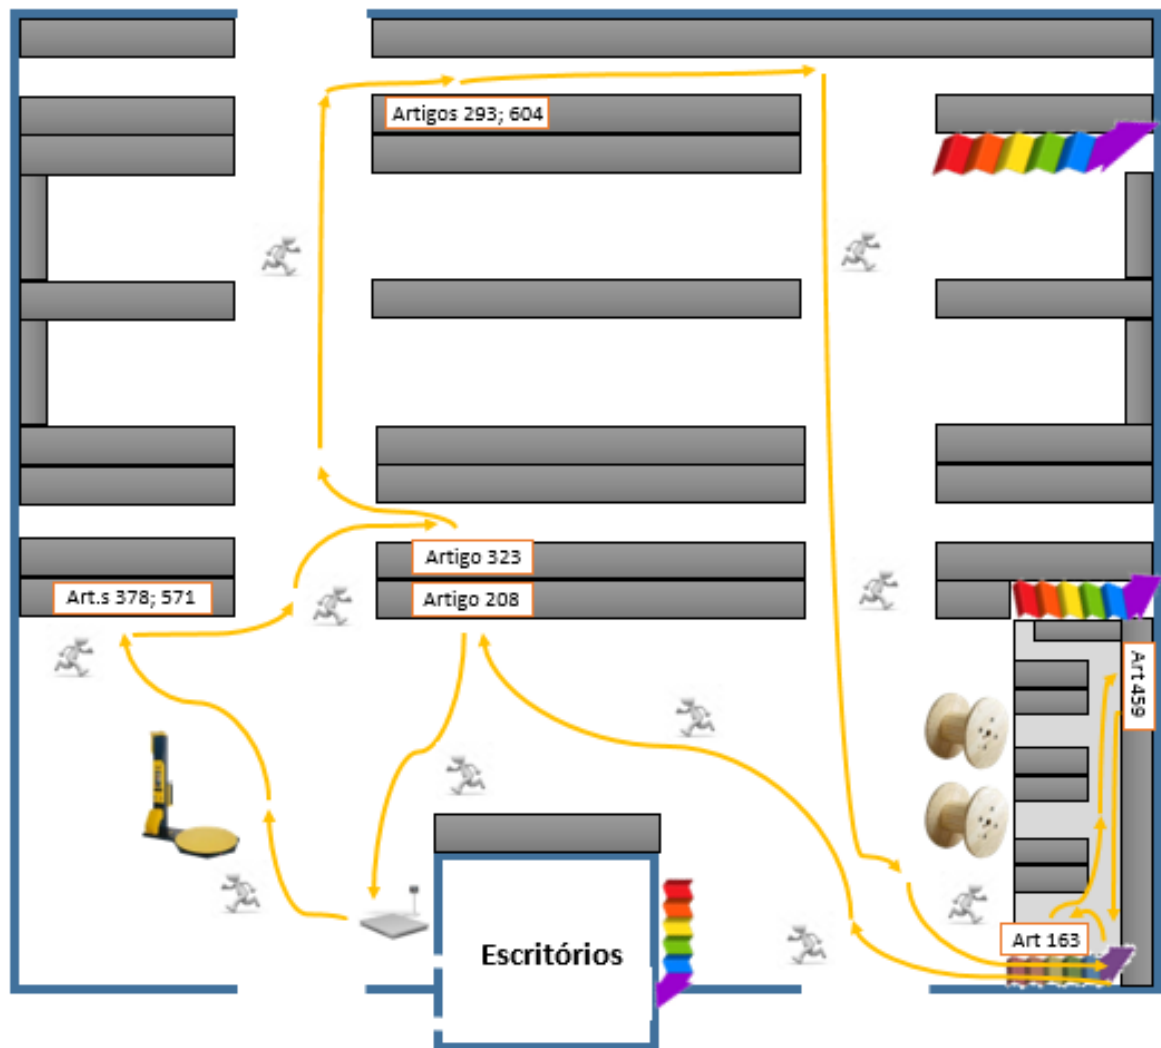 Artigos 293; 604
Artigo 323
Art.s 378; 571
Artigo 208
Art 459
Art 163
Escritórios